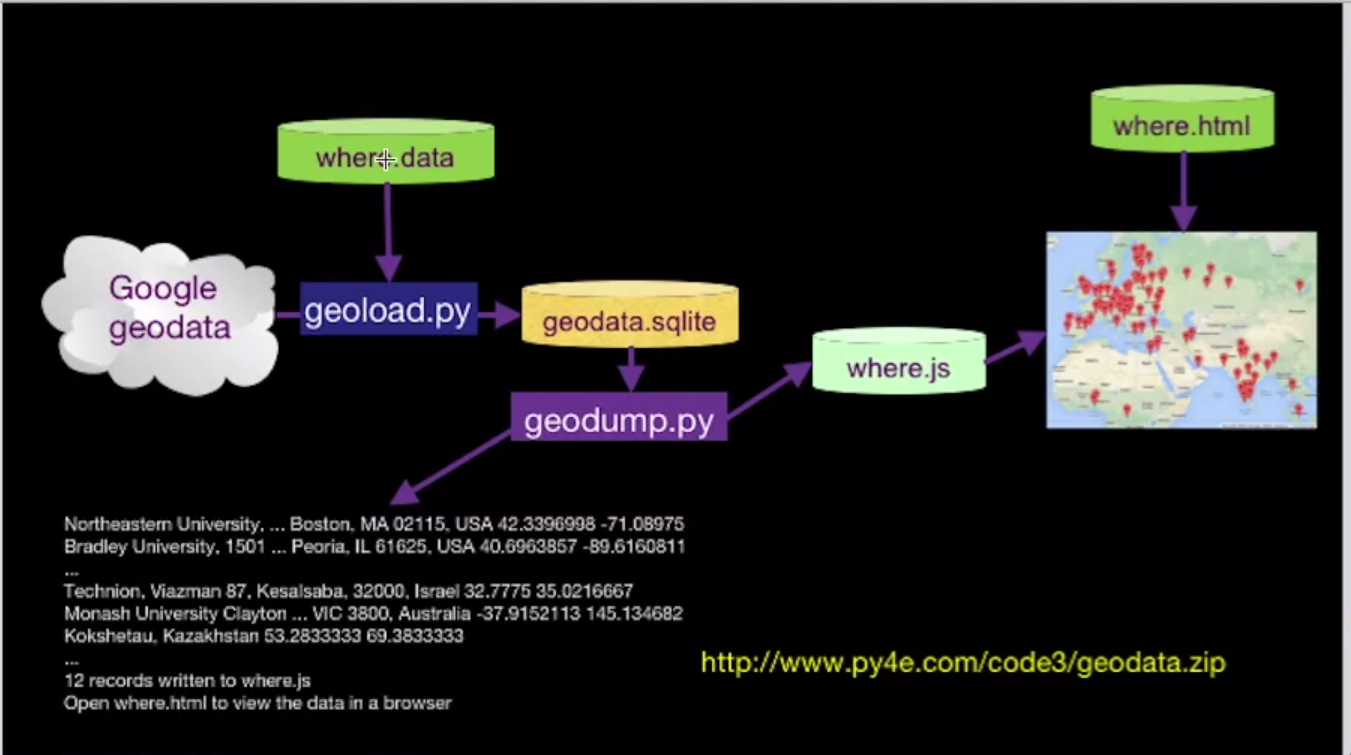 where.html
where.data
Google
geodata
geoload.py
geodata.sqlite
where.js
geodump.py
Northeastern University, ... Boston, MA 02115, USA 42.3396998 -71.08975
Bradley University, 1501 ... Peoria, IL 61625, USA 40.6963857 -89.6160811
...
Technion, Viazman 87, Kesalsaba, 32000, Israel 32.7775 35.0216667
Monash University Clayton ... VIC 3800, Australia -37.9152113 145.134682
Kokshetau, Kazakhstan 53.2833333 69.3833333
...
12 records written to where.js
Open where.html to view the data in a browser
http://www.py4e.com/code3/geodata.zip